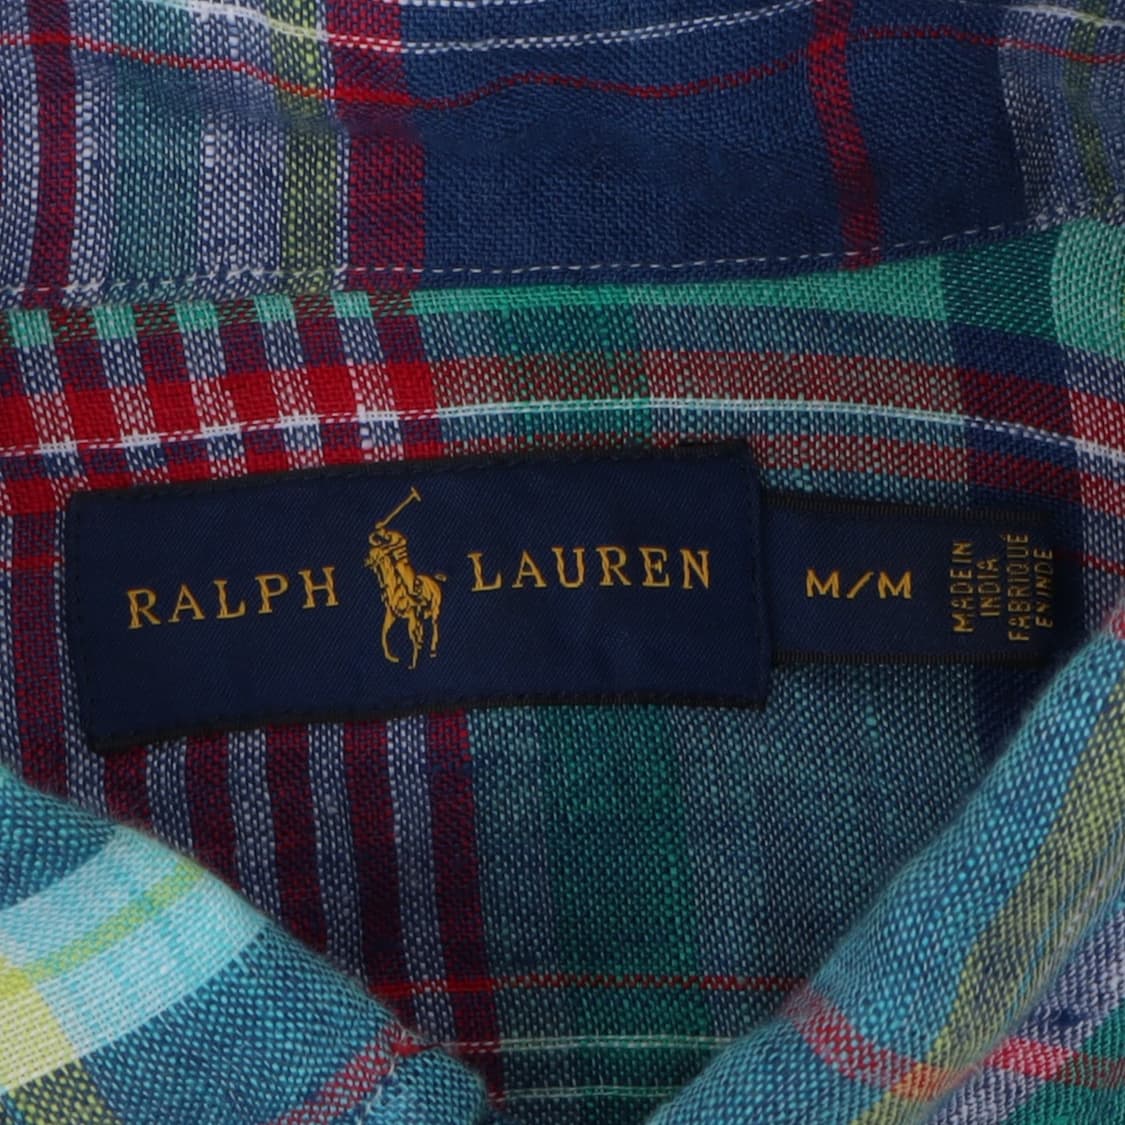 RALPH LAUREN
M/M
MADE IN
INDIA
FABRIQUÉ
EN INDE